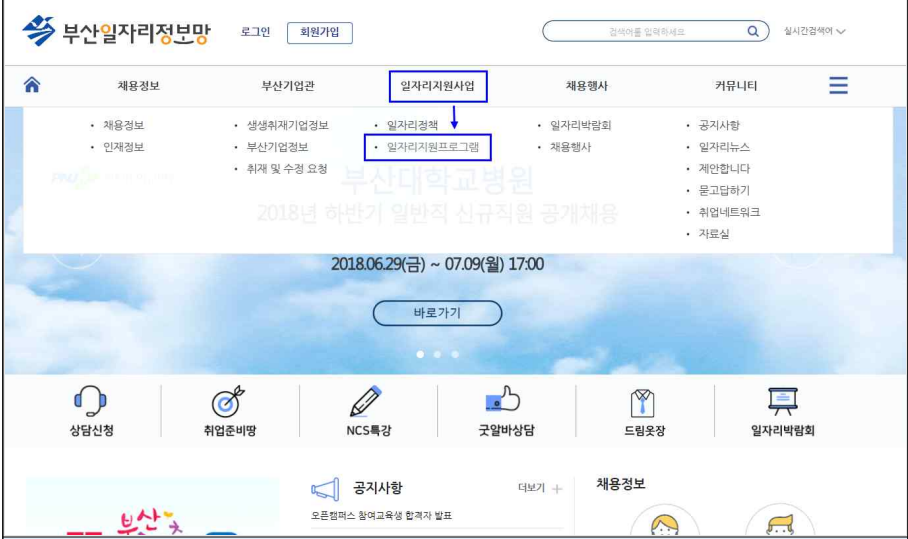 부산일자리정보망 로그인 회원가입 검색어를 입력하세요 실시간검색어
채용정보 부산기업관 일자리지원사업 채용행사 커뮤니티
• 채용정보 • 생생취재기업정보 • 일자리정책 • 일자리박람회 • 공지사항
• 인재정보 • 부산기업정보 • 일자리지원프로그램 • 채용행사 • 일자리뉴스
• 취재 및 수정 요청 • 제안합니다
부산대학교병원
• 묻고답하기
2018년 하반기 일반직 신규직원 공개채용 • 취업네트워크
• 자료실
2018.06.29(금) ~ 07.09(월) 17:00
바로가기
상담신청 취업준비땅 NCS특강 굿알바상담 드림옷장 일자리박람회
공지사항 더보기 채용정보
오픈캠퍼스 참여교육생 합격자 발표
부산